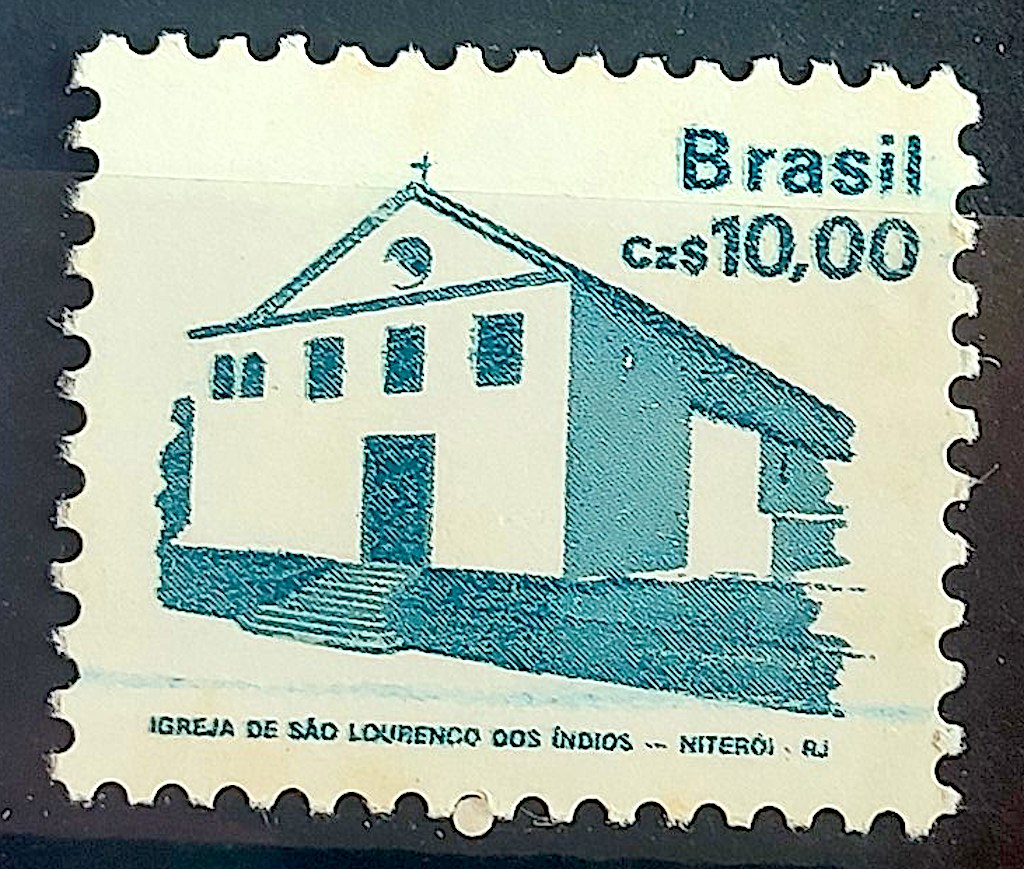 Brasil
Cz$10,00
IGREJA DE SÃO LOURENÇO DOS ÍNDIOS -- NITERÓI - RJ